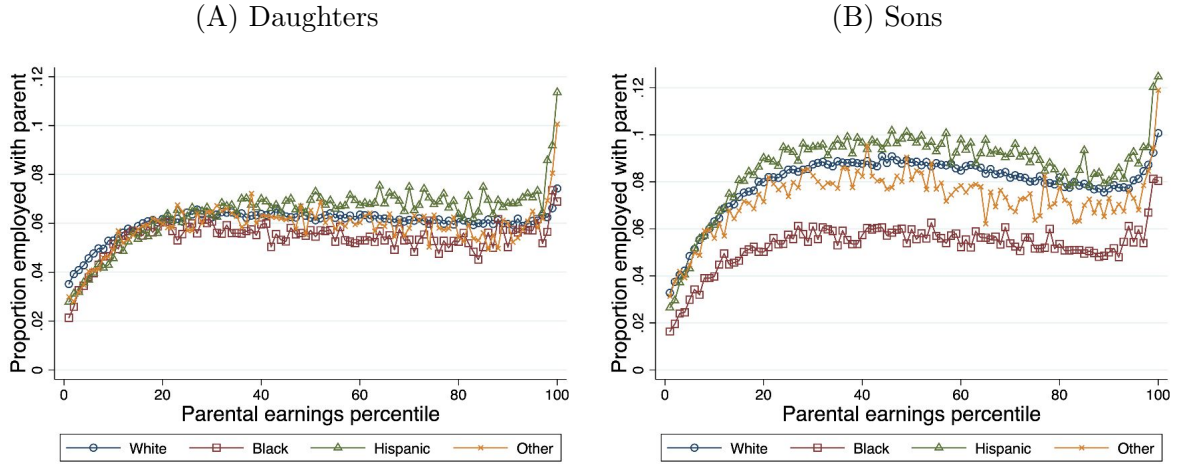 (A) Daughters
Proportion employed with parent
.12
.1
.08
.06
.04
.02
0
0 20 40 60 80 100
Parental earnings percentile
White Black Hispanic Other
(B) Sons
Proportion employed with parent
.12
.1
.08
.06
.04
.02
0
0 20 40 60 80 100
Parental earnings percentile
White Black Hispanic Other